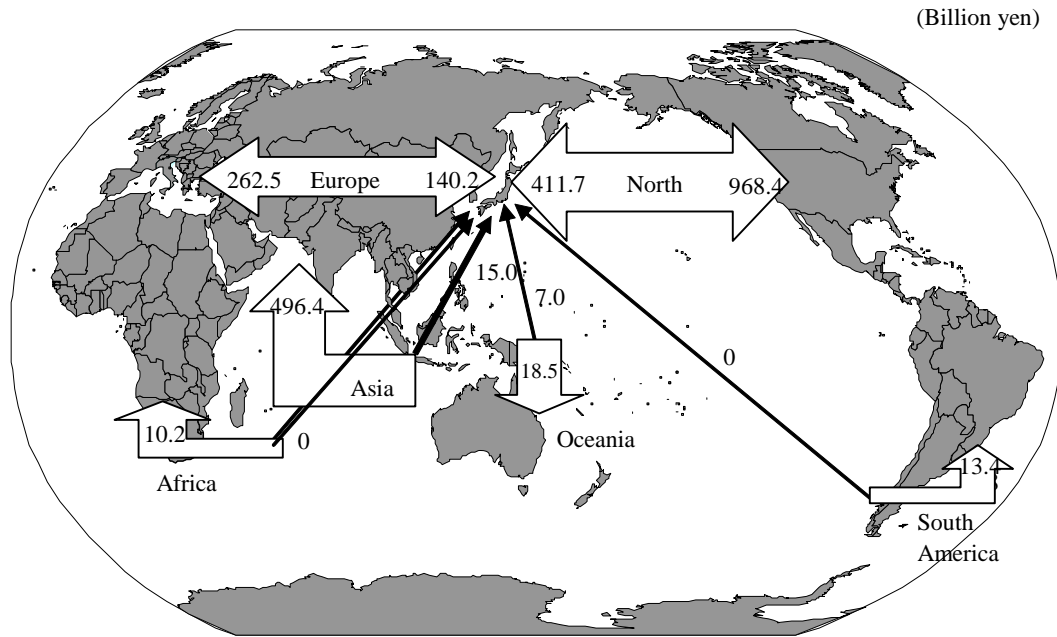 (Billion yen)
262.5 Europe 140.2
411.7 North 968.4
496.4
15.0
7.0
0
18.5
Asia
10.2
0
Oceania
Africa
13.4
South
America